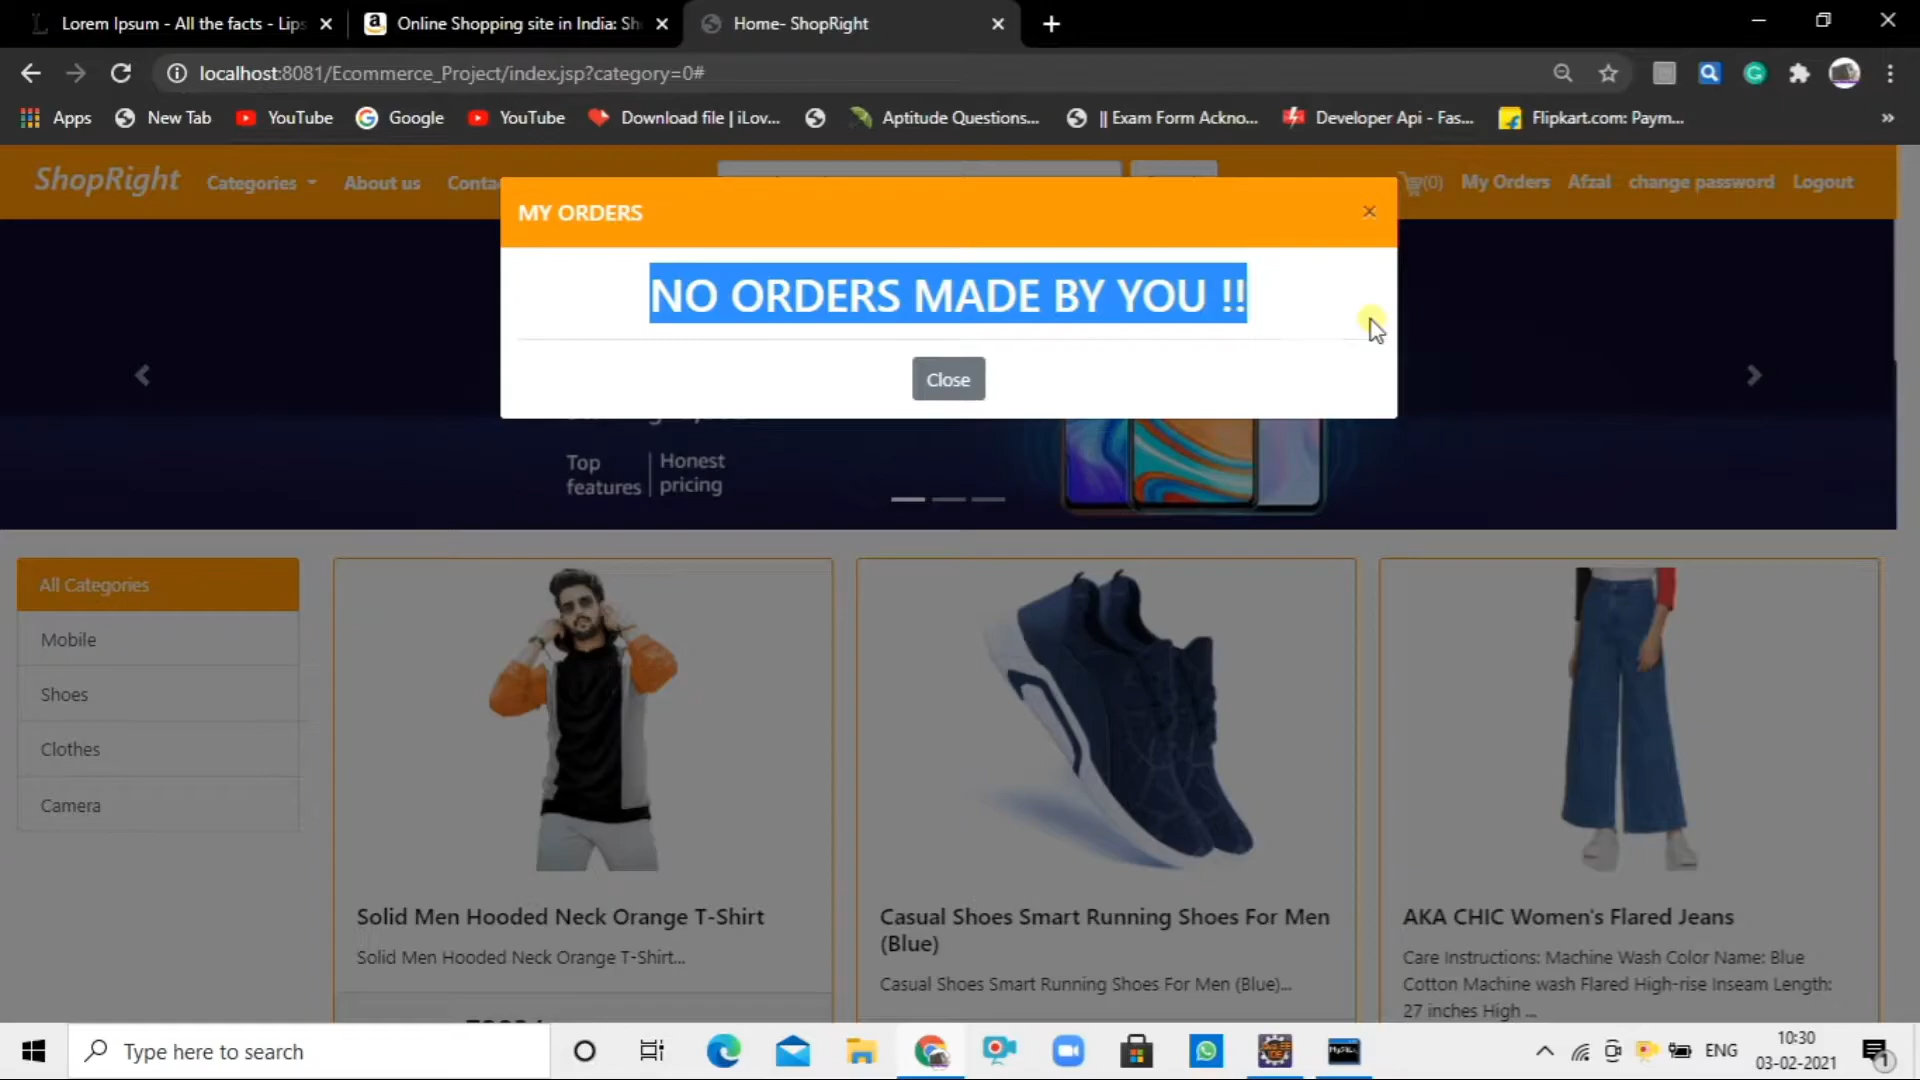 Lorem Ipsum - All the facts - Lips
Online Shopping site in India: Sh
Home- ShopRight
localhost:8081/Ecommerce_Project/index.jsp?category=0#
Apps
New Tab
YouTube
Google
YouTube
Download file | iLov...
Aptitude Questions...
|| Exam Form Ackno...
Developer Api - Fas...
Flipkart.com: Paym...
»
ShopRight
Categories
About us
Conta
(0)
My Orders
Afzal
change password
Logout
MY ORDERS
×
NO ORDERS MADE BY YOU !!
Close
Top
features
Honest
pricing
All Categories
Mobile
Shoes
Clothes
Camera
Solid Men Hooded Neck Orange T-Shirt
Solid Men Hooded Neck Orange T-Shirt...
Casual Shoes Smart Running Shoes For Men
(Blue)
Casual Shoes Smart Running Shoes For Men (Blue)...
AKA CHIC Women's Flared Jeans
Care Instructions: Machine Wash Color Name: Blue
Cotton Machine wash Flared High-rise Inseam Length:
27 inches High ...
Type here to search
ENG
10:30
03-02-2021
1